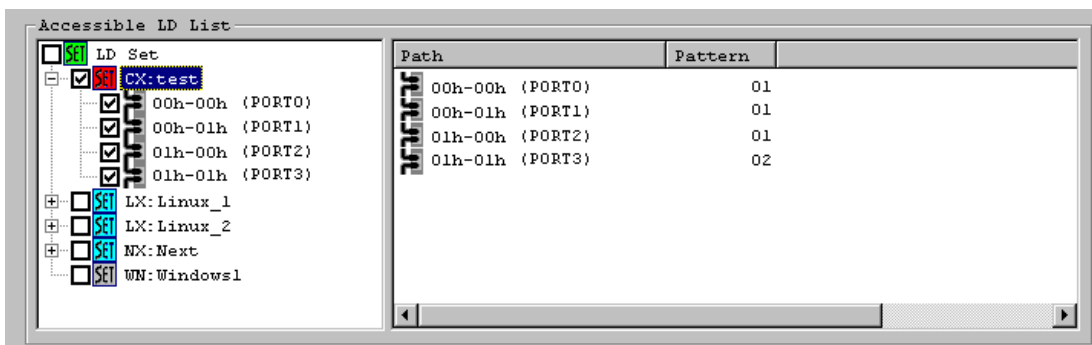 Accessible LD List
SET LD Set
SET CX:test
00h-00h (PORT0)
00h-01h (PORT1)
01h-00h (PORT2)
01h-01h (PORT3)
SET LX:Linux_1
SET LX:Linux_2
SET NX:Next
SET WN:Windows1
Path Pattern
00h-00h (PORT0) 01
00h-01h (PORT1) 01
01h-00h (PORT2) 01
01h-01h (PORT3) 02